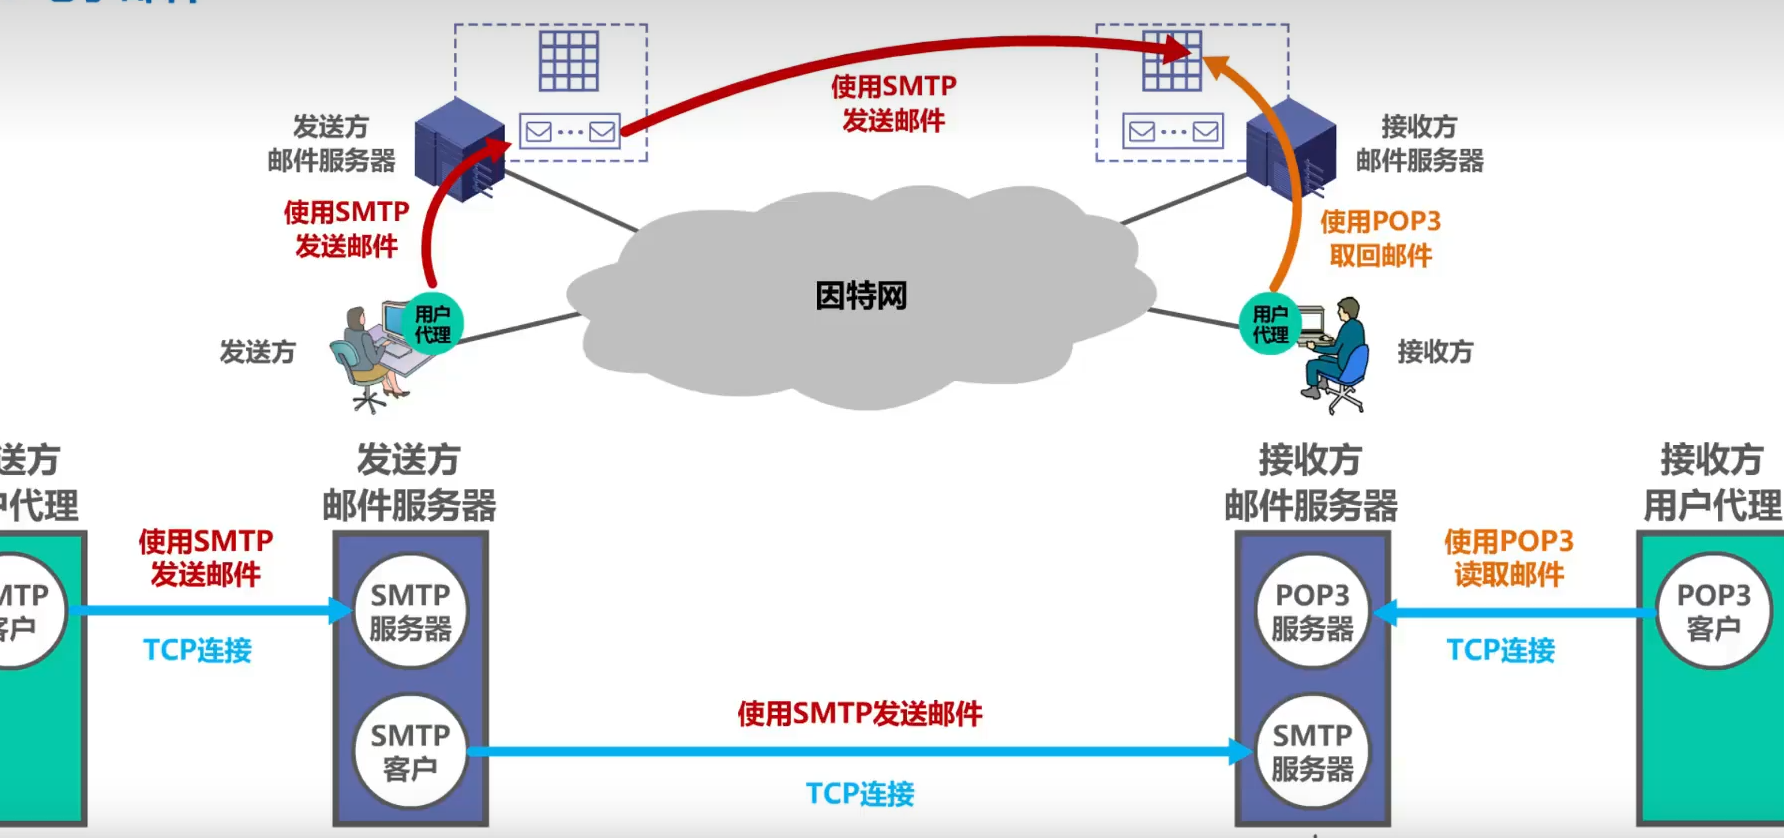 使用SMTP
发送邮件
发送方
邮件服务器
接收方
邮件服务器
使用SMTP
发送邮件
使用POP3
取回邮件
因特网
用户
代理
用户
代理
发送方
接收方
送方
代理
发送方
邮件服务器
接收方
邮件服务器
接收方
用户代理
使用SMTP
发送邮件
使用POP3
读取邮件
MTP
客户
SMTP
服务器
POP3
服务器
POP3
客户
TCP连接
TCP连接
使用SMTP发送邮件
SMTP
客户
SMTP
服务器
TCP连接